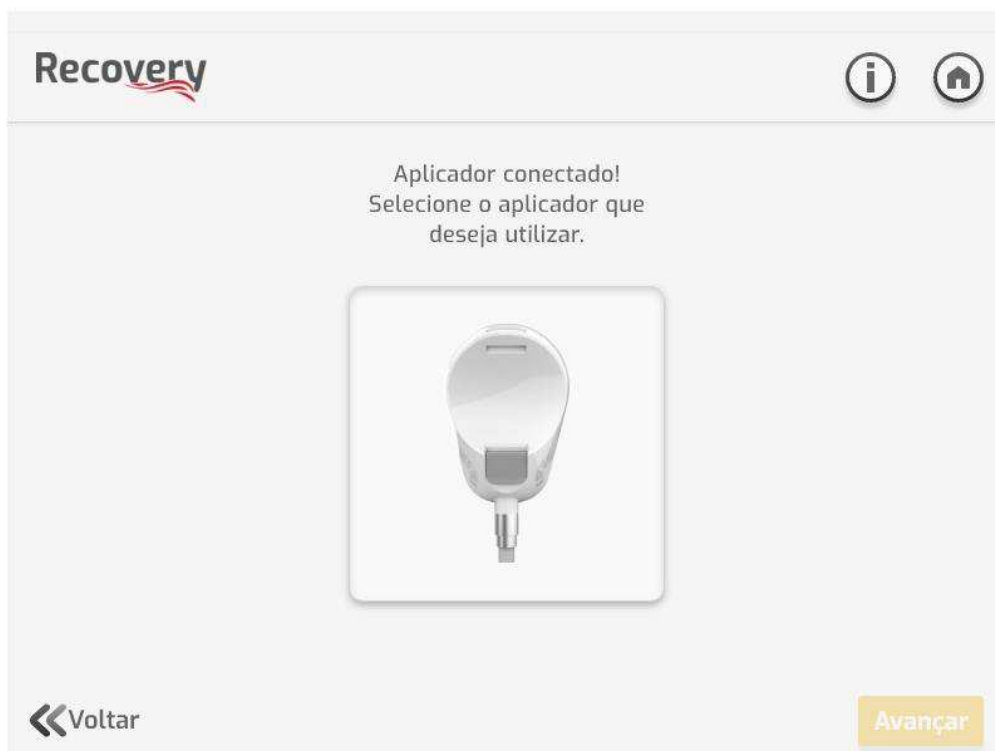 Recovery
Aplicador conectado!
Selecione o aplicador que
deseja utilizar.
Voltar
Avançar